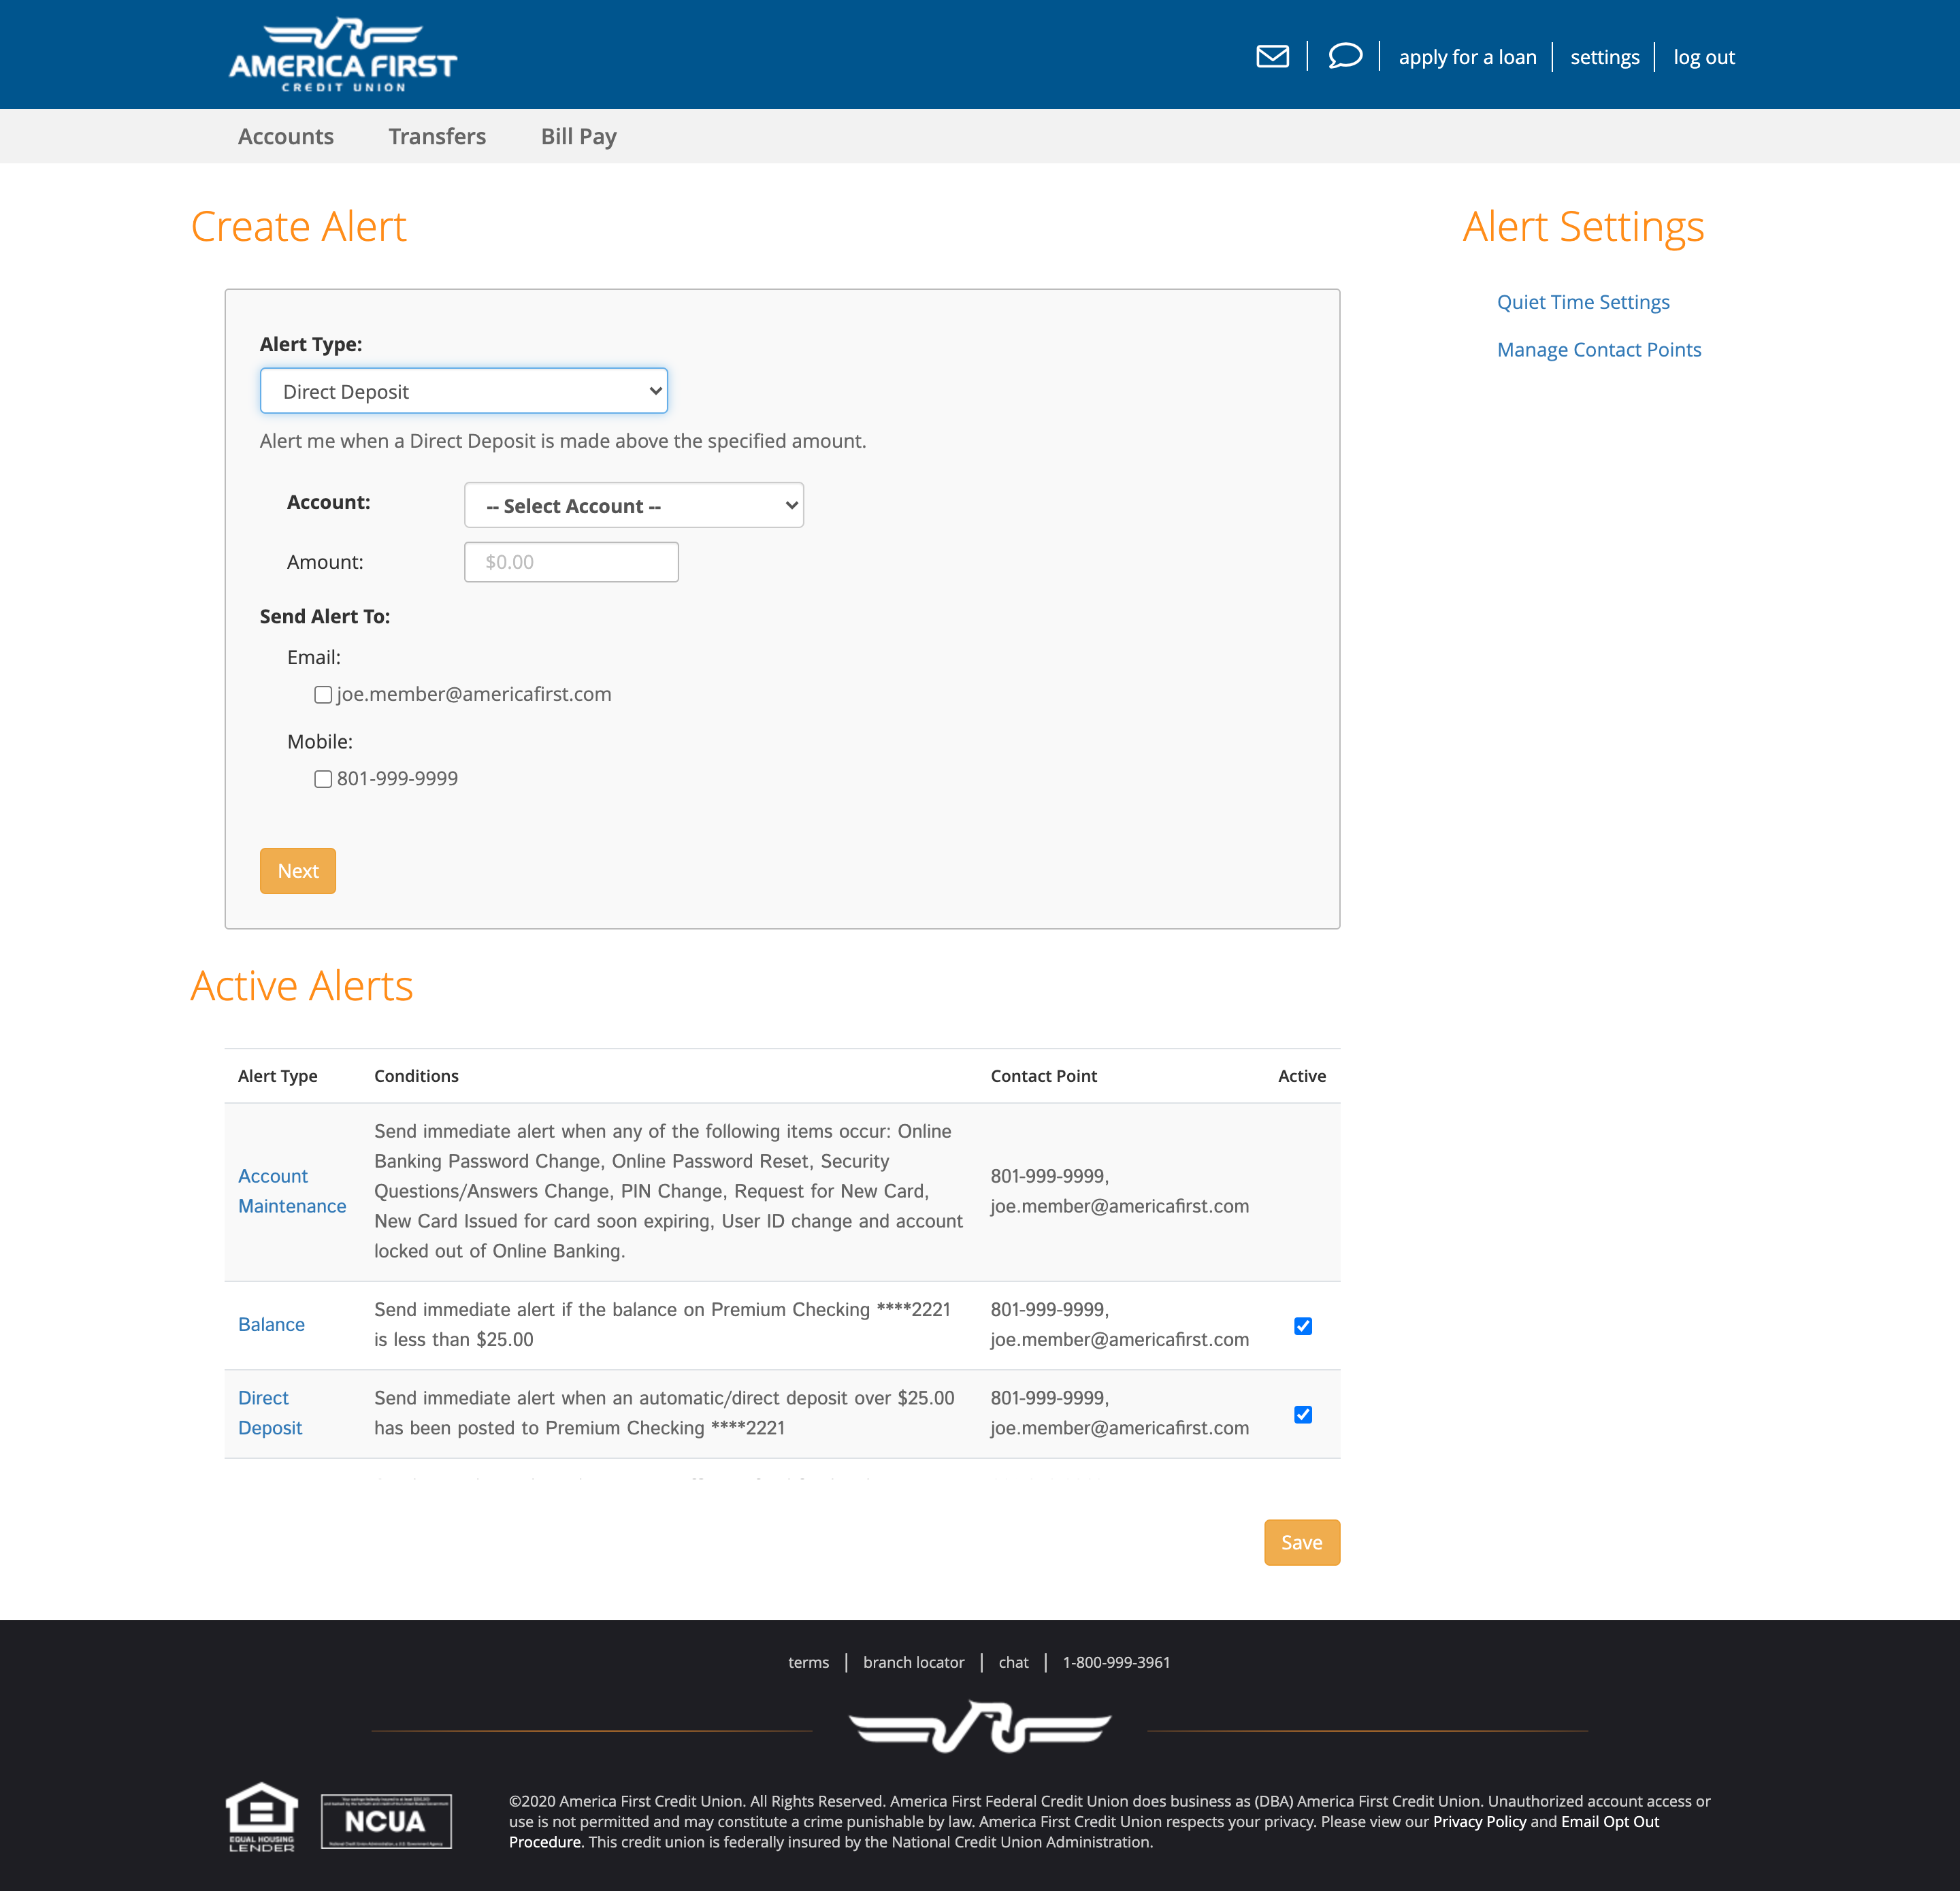 AMERICA FIRST
CREDIT UNION
apply for a loan
settings
log out
Accounts
Transfers
Bill Pay
Create Alert
Alert Settings
Quiet Time Settings
Manage Contact Points
Alert Type:
Direct Deposit
Alert me when a Direct Deposit is made above the specified amount.
Account:
-- Select Account --
Amount:
$0.00
Send Alert To:
Email:
joe.member@americafirst.com
Mobile:
801-999-9999
Next
Active Alerts
Alert Type Conditions Contact Point Active
Account
Maintenance
Send immediate alert when any of the following items occur: Online
Banking Password Change, Online Password Reset, Security
Questions/Answers Change, PIN Change, Request for New Card,
New Card Issued for card soon expiring, User ID change and account
locked out of Online Banking.
801-999-9999,
joe.member@americafirst.com
Balance
Send immediate alert if the balance on Premium Checking ****2221
is less than $25.00
801-999-9999,
joe.member@americafirst.com
Direct
Deposit
Send immediate alert when an automatic/direct deposit over $25.00
has been posted to Premium Checking ****2221
801-999-9999,
joe.member@americafirst.com
Save
terms
branch locator
chat
1-800-999-3961
EQUAL HOUSING
LENDER
NCUA
©2020 America First Credit Union. All Rights Reserved. America First Federal Credit Union does business as (DBA) America First Credit Union. Unauthorized account access or
use is not permitted and may constitute a crime punishable by law. America First Credit Union respects your privacy. Please view our Privacy Policy and Email Opt Out
Procedure. This credit union is federally insured by the National Credit Union Administration.